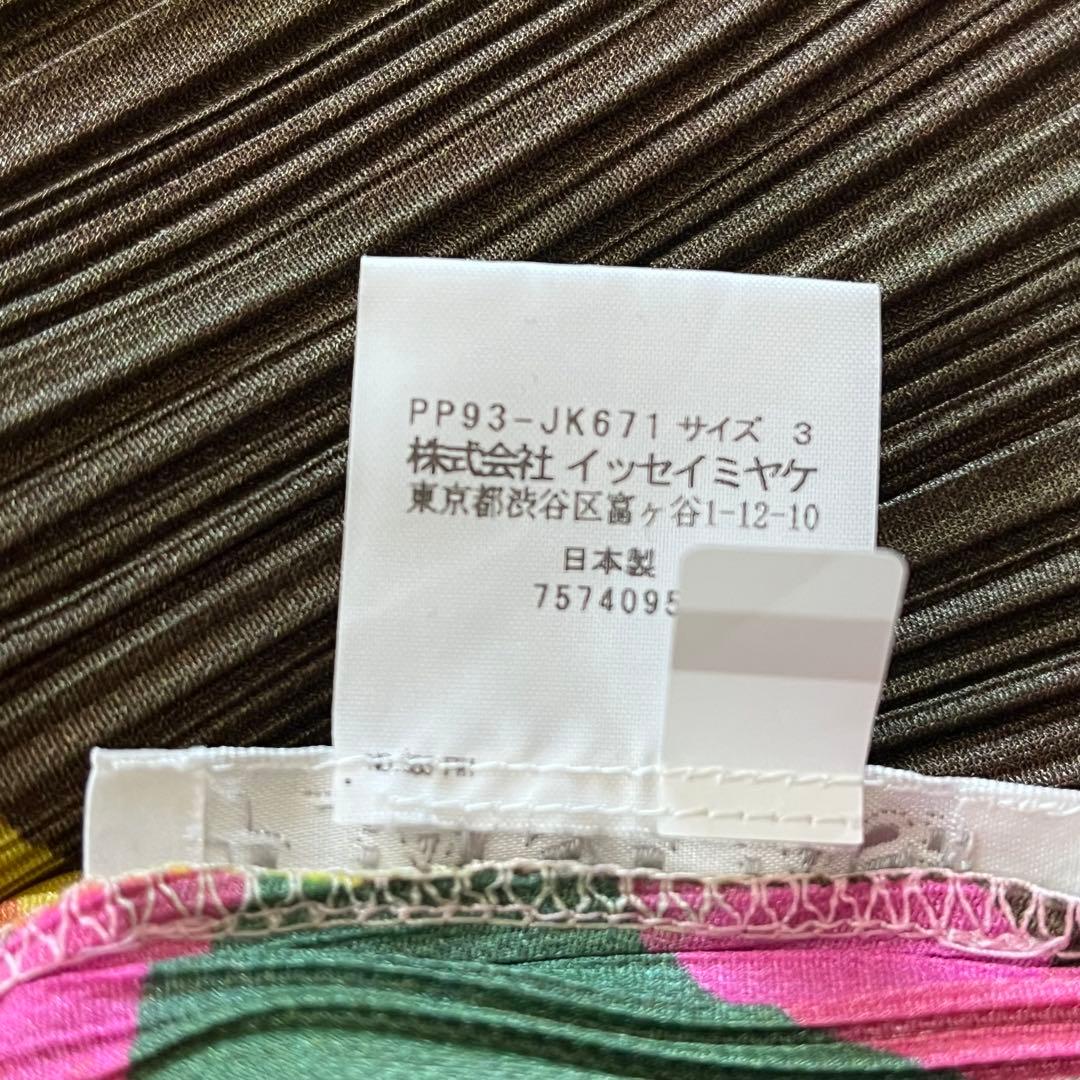 PP93-JK671 サイズ 3
株式会社 イッセイミヤケ
東京都渋谷区富ヶ谷1-12-10
日本製
7574095